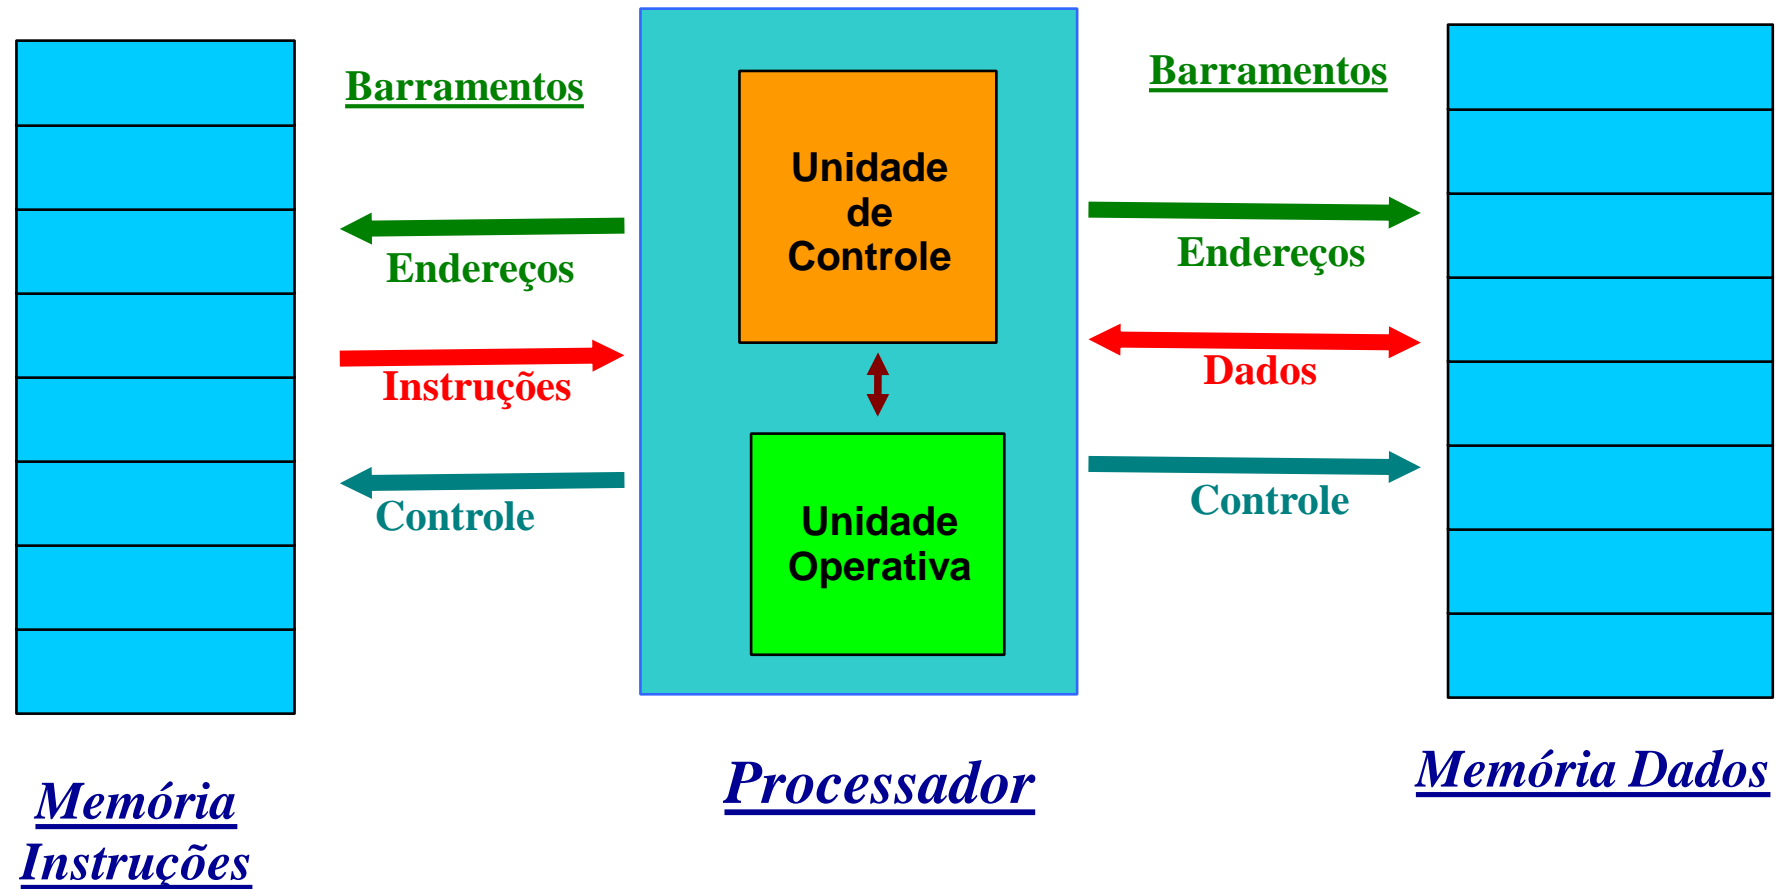 Barramentos
Endereços
Instruções
Controle
Memória
Instruções
Unidade
de
Controle
Unidade
Operativa
Processador
Barramentos
Endereços
Dados
Controle
Memória Dados